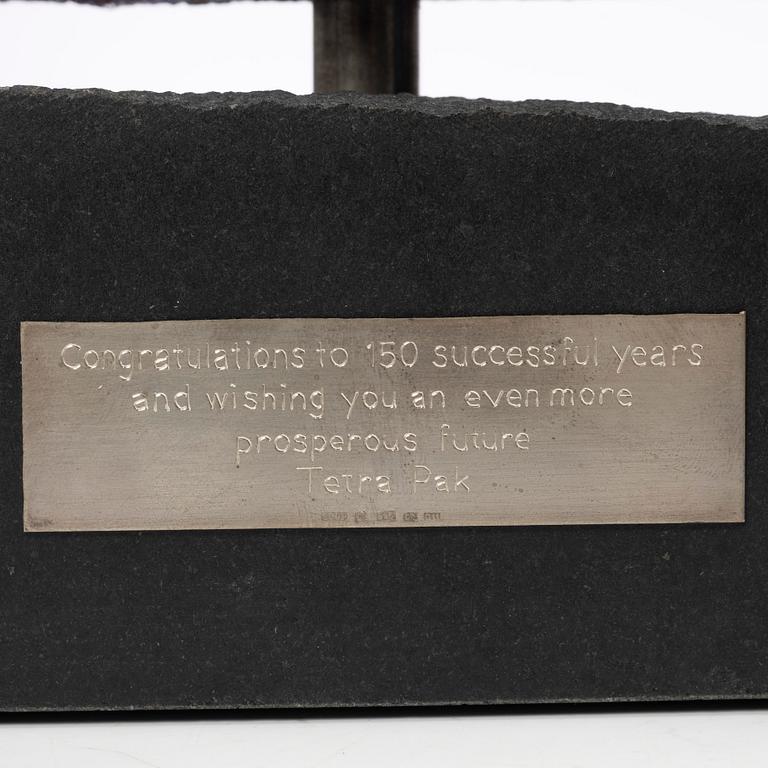 Congratulations to 150 successful years
and wishing you an even more
prosperous future
Tetra Pak